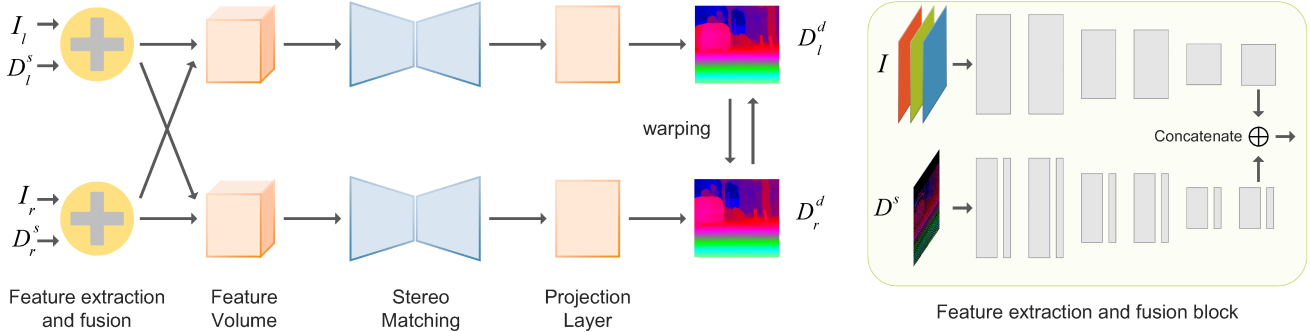 I_l
D_l^s
I_r
D_r^s
warping
D_l^d
D_r^d
Feature extraction
and fusion
Feature
Volume
Stereo
Matching
Projection
Layer
I
Concatenate
D^s
Feature extraction and fusion block